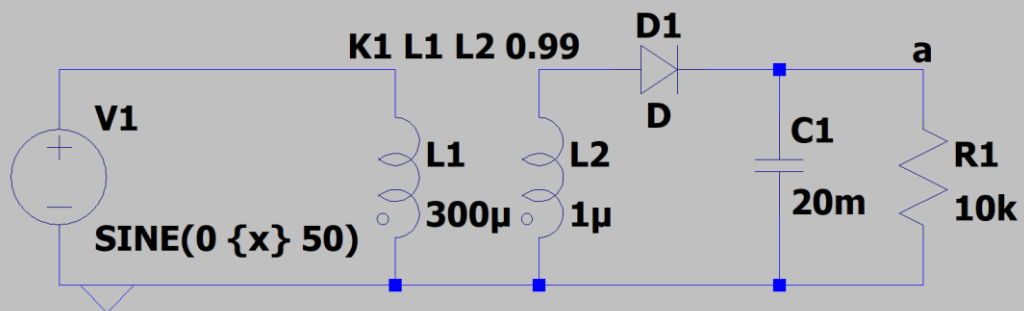 K1 L1 L2 0.99
D1
a
V1
D
C1
L1
L2
R1
300µ
1µ
20m
10k
SINE(0 {x} 50)